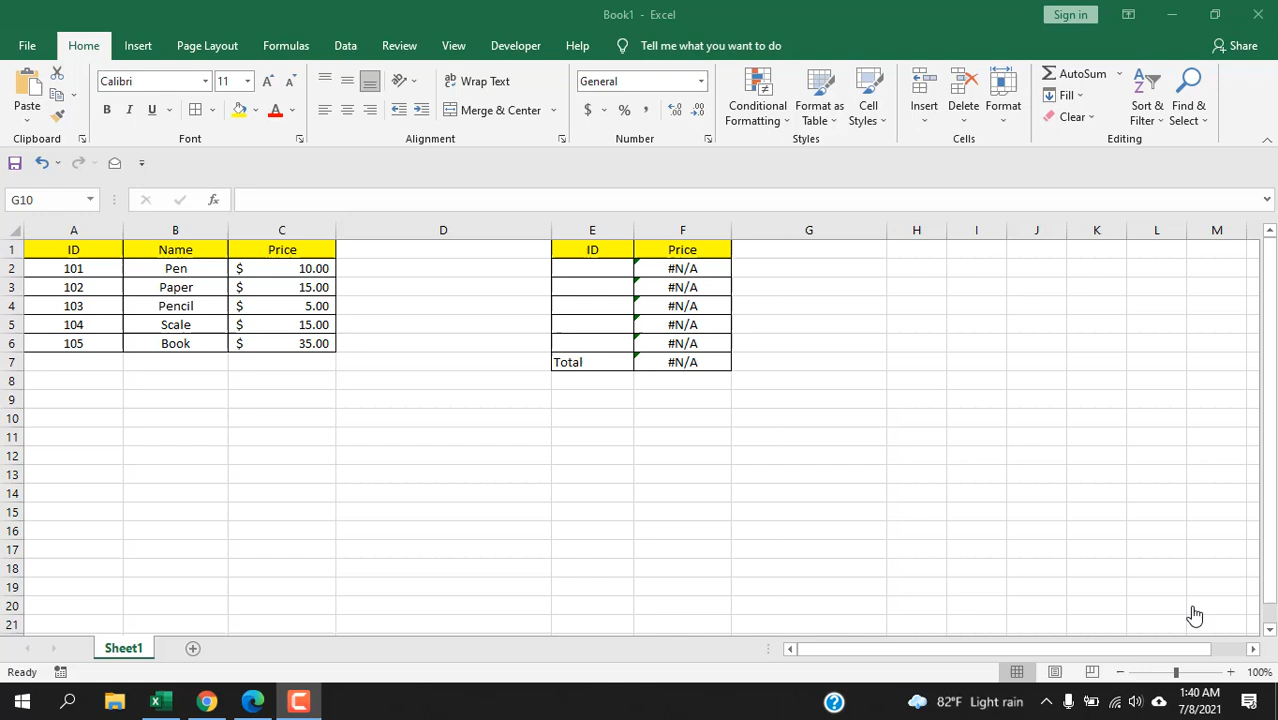 Book1 - Excel
Sign in
File Home Insert Page Layout Formulas Data Review View Developer Help Tell me what you want to do Share
Calibri 11 Wrap Text General AutoSum
Paste B I U Merge & Center $ % Conditional Formatting Format as Table Cell Styles Insert Delete Format Fill Clear Sort & Filter Find & Select
Clipboard Font Alignment Number Styles Cells Editing
G10 fx
A B C D E F G H I J K L M
1 ID Name Price ID Price
2 101 Pen $ 10.00 #N/A
3 102 Paper $ 15.00 #N/A
4 103 Pencil $ 5.00 #N/A
5 104 Scale $ 15.00 #N/A
6 105 Book $ 35.00 #N/A
7 Total #N/A
8
9
10
11
12
13
14
15
16
17
18
19
20
21
Sheet1
Ready 100%
82°F Light rain 1:40 AM
7/8/2021